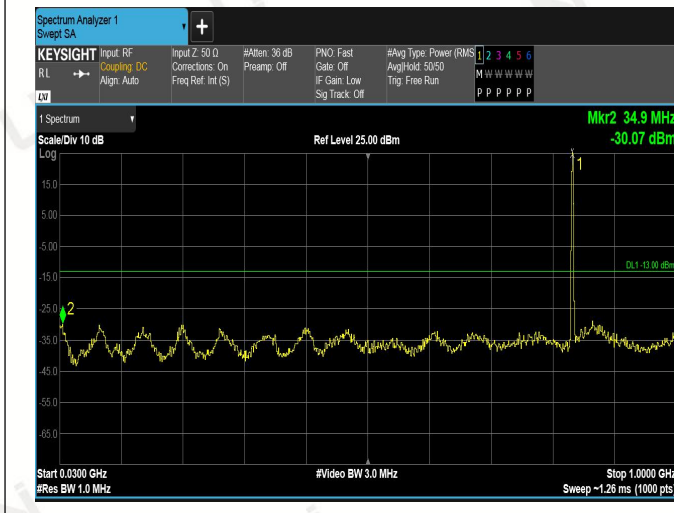 Spectrum Analyzer 1
Swept SA
+
KEYSIGHT
RL
LXI
Input: RF
Coupling: DC
Align: Auto
Input Z: 50 Ω
Corrections: On
Freq Ref: Int (S)
#Atten: 36 dB
Preamp: Off
PNO: Fast
Gate: Off
IF Gain: Low
Sig Track: Off
#Avg Type: Power (RMS
Avg|Hold: 50/50
Trig: Free Run
1 2 3 4 5 6
M W W W W W
P P P P P P
1 Spectrum
Scale/Div 10 dB
Ref Level 25.00 dBm
Mkr2 34.9 MHz
-30.07 dBm
Log
1
15.0
5.00
-5.00
DL1 -13.00 dBm
-15.0
-25.0
2
-35.0
-45.0
-55.0
-65.0
Start 0.0300 GHz
#Video BW 3.0 MHz
Stop 1.0000 GHz
#Res BW 1.0 MHz
Sweep ~1.26 ms (1000 pts)